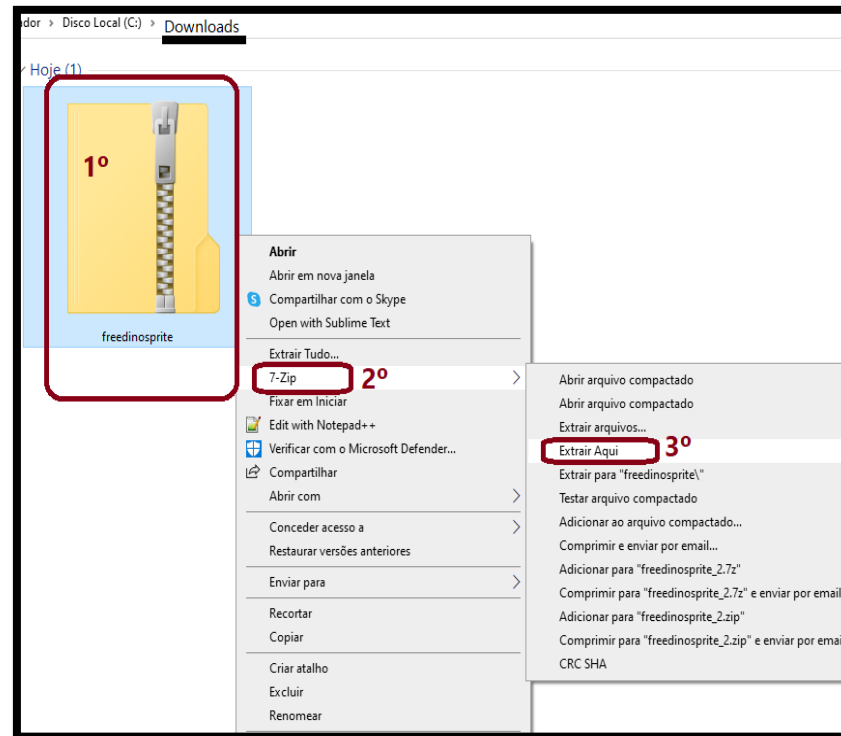 ador > Disco Local (C:) > Downloads
Hoje (1)
1º
freedinosprite
Abrir
Abrir em nova janela
Compartilhar com o Skype
Open with Sublime Text
Extrair Tudo...
7-Zip 2º
Fixar em Iniciar
Edit with Notepad++
Verificar com o Microsoft Defender...
Compartilhar
Abrir com
Conceder acesso a
Restaurar versões anteriores
Enviar para
Recortar
Copiar
Criar atalho
Excluir
Renomear
Abrir arquivo compactado
Abrir arquivo compactado
Extrair arquivos...
Extrair Aqui 3º
Extrair para "freedinosprite\"
Testar arquivo compactado
Adicionar ao arquivo compactado...
Comprimir e enviar por email...
Adicionar para "freedinosprite_2.7z"
Comprimir para "freedinosprite_2.7z" e enviar por email
Adicionar para "freedinosprite_2.zip"
Comprimir para "freedinosprite_2.zip" e enviar por emai
CRC SHA